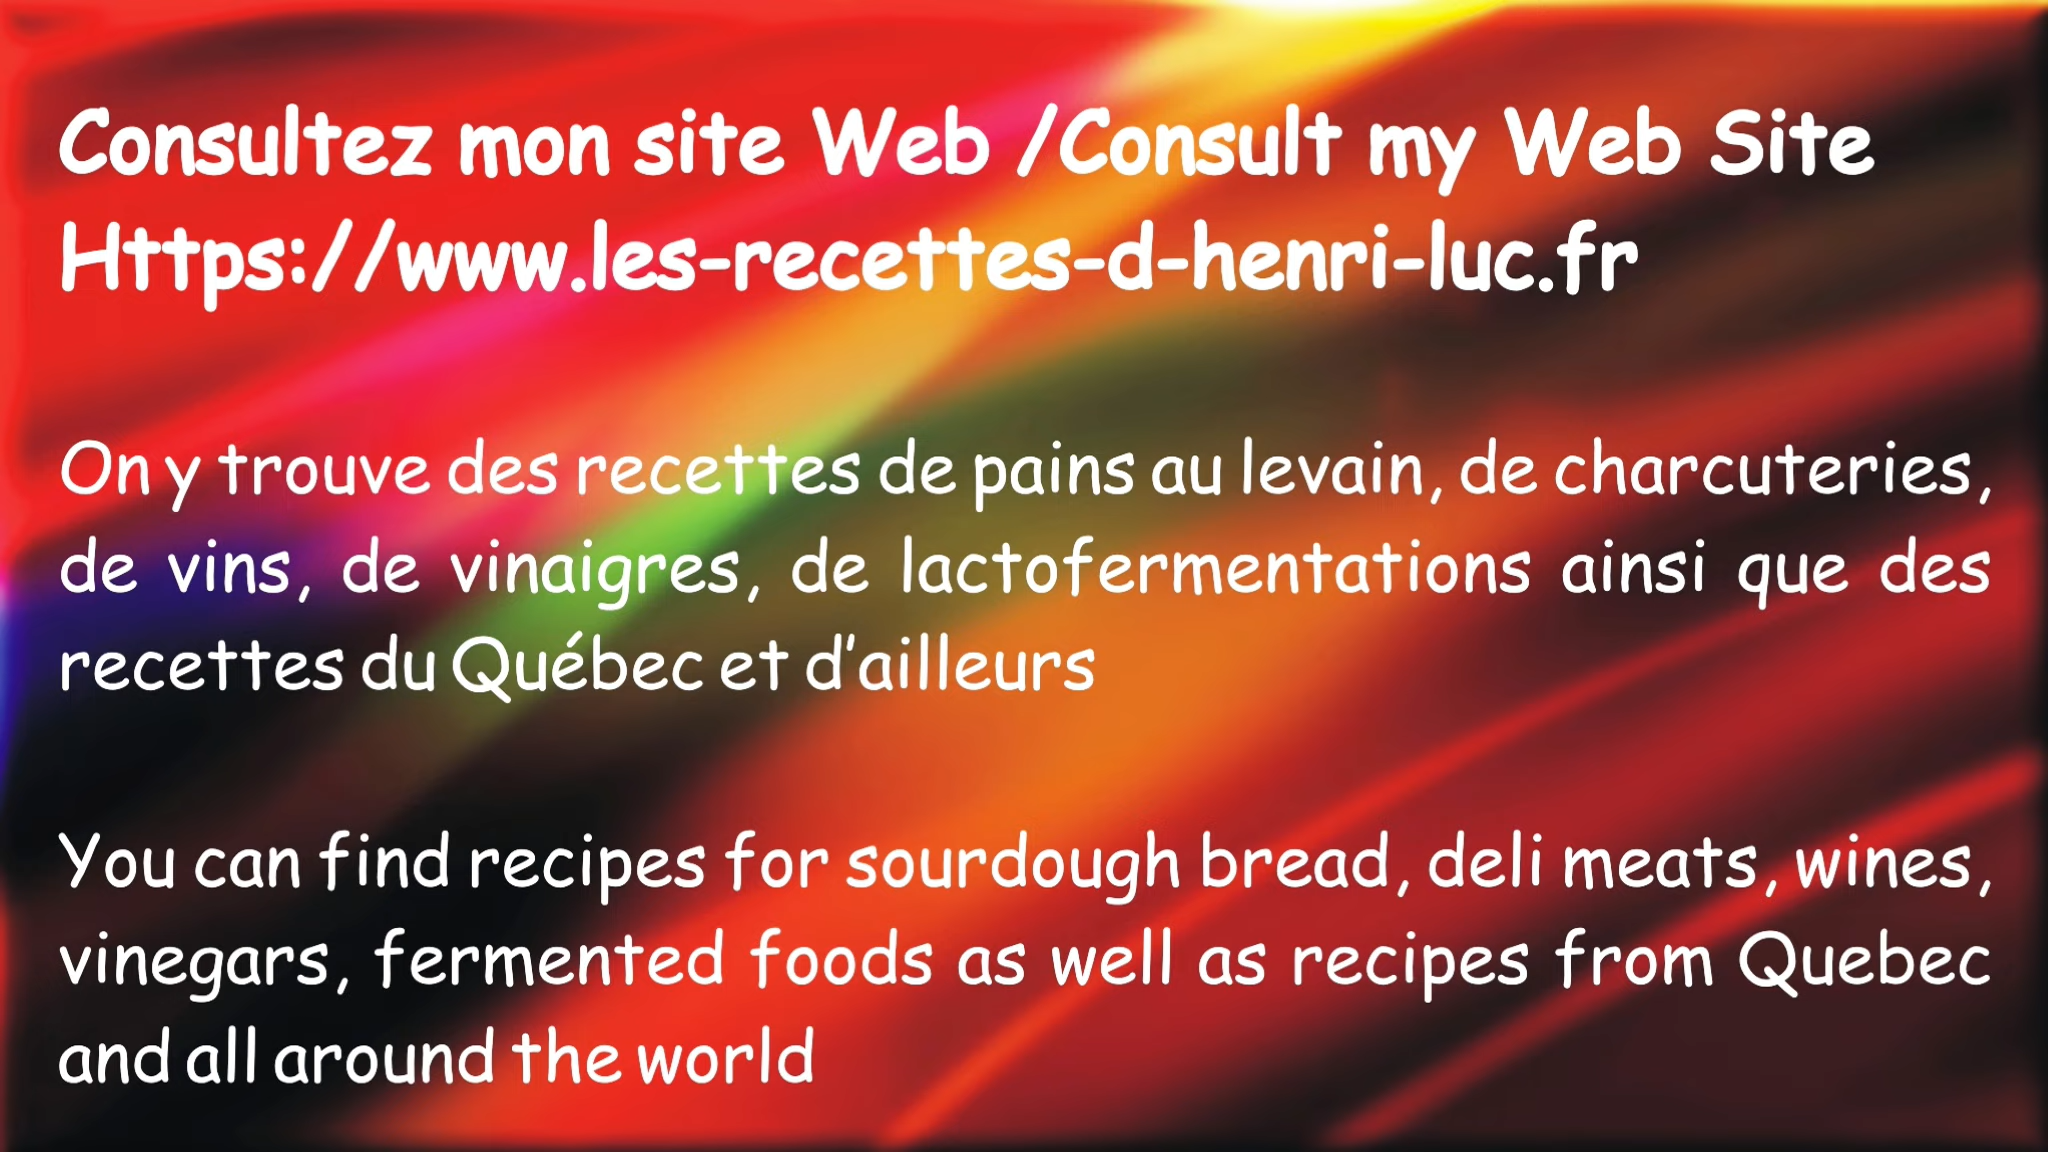 Consultez mon site Web /Consult my Web Site
Https://www.les-recettes-d-henri-luc.fr
On y trouve des recettes de pains au levain, de charcuteries,
de vins, de vinaigres, de lactofermentations ainsi que des
recettes du Québec et d'ailleurs
You can find recipes for sourdough bread, deli meats, wines,
vinegars, fermented foods as well as recipes from Quebec
and all around the world